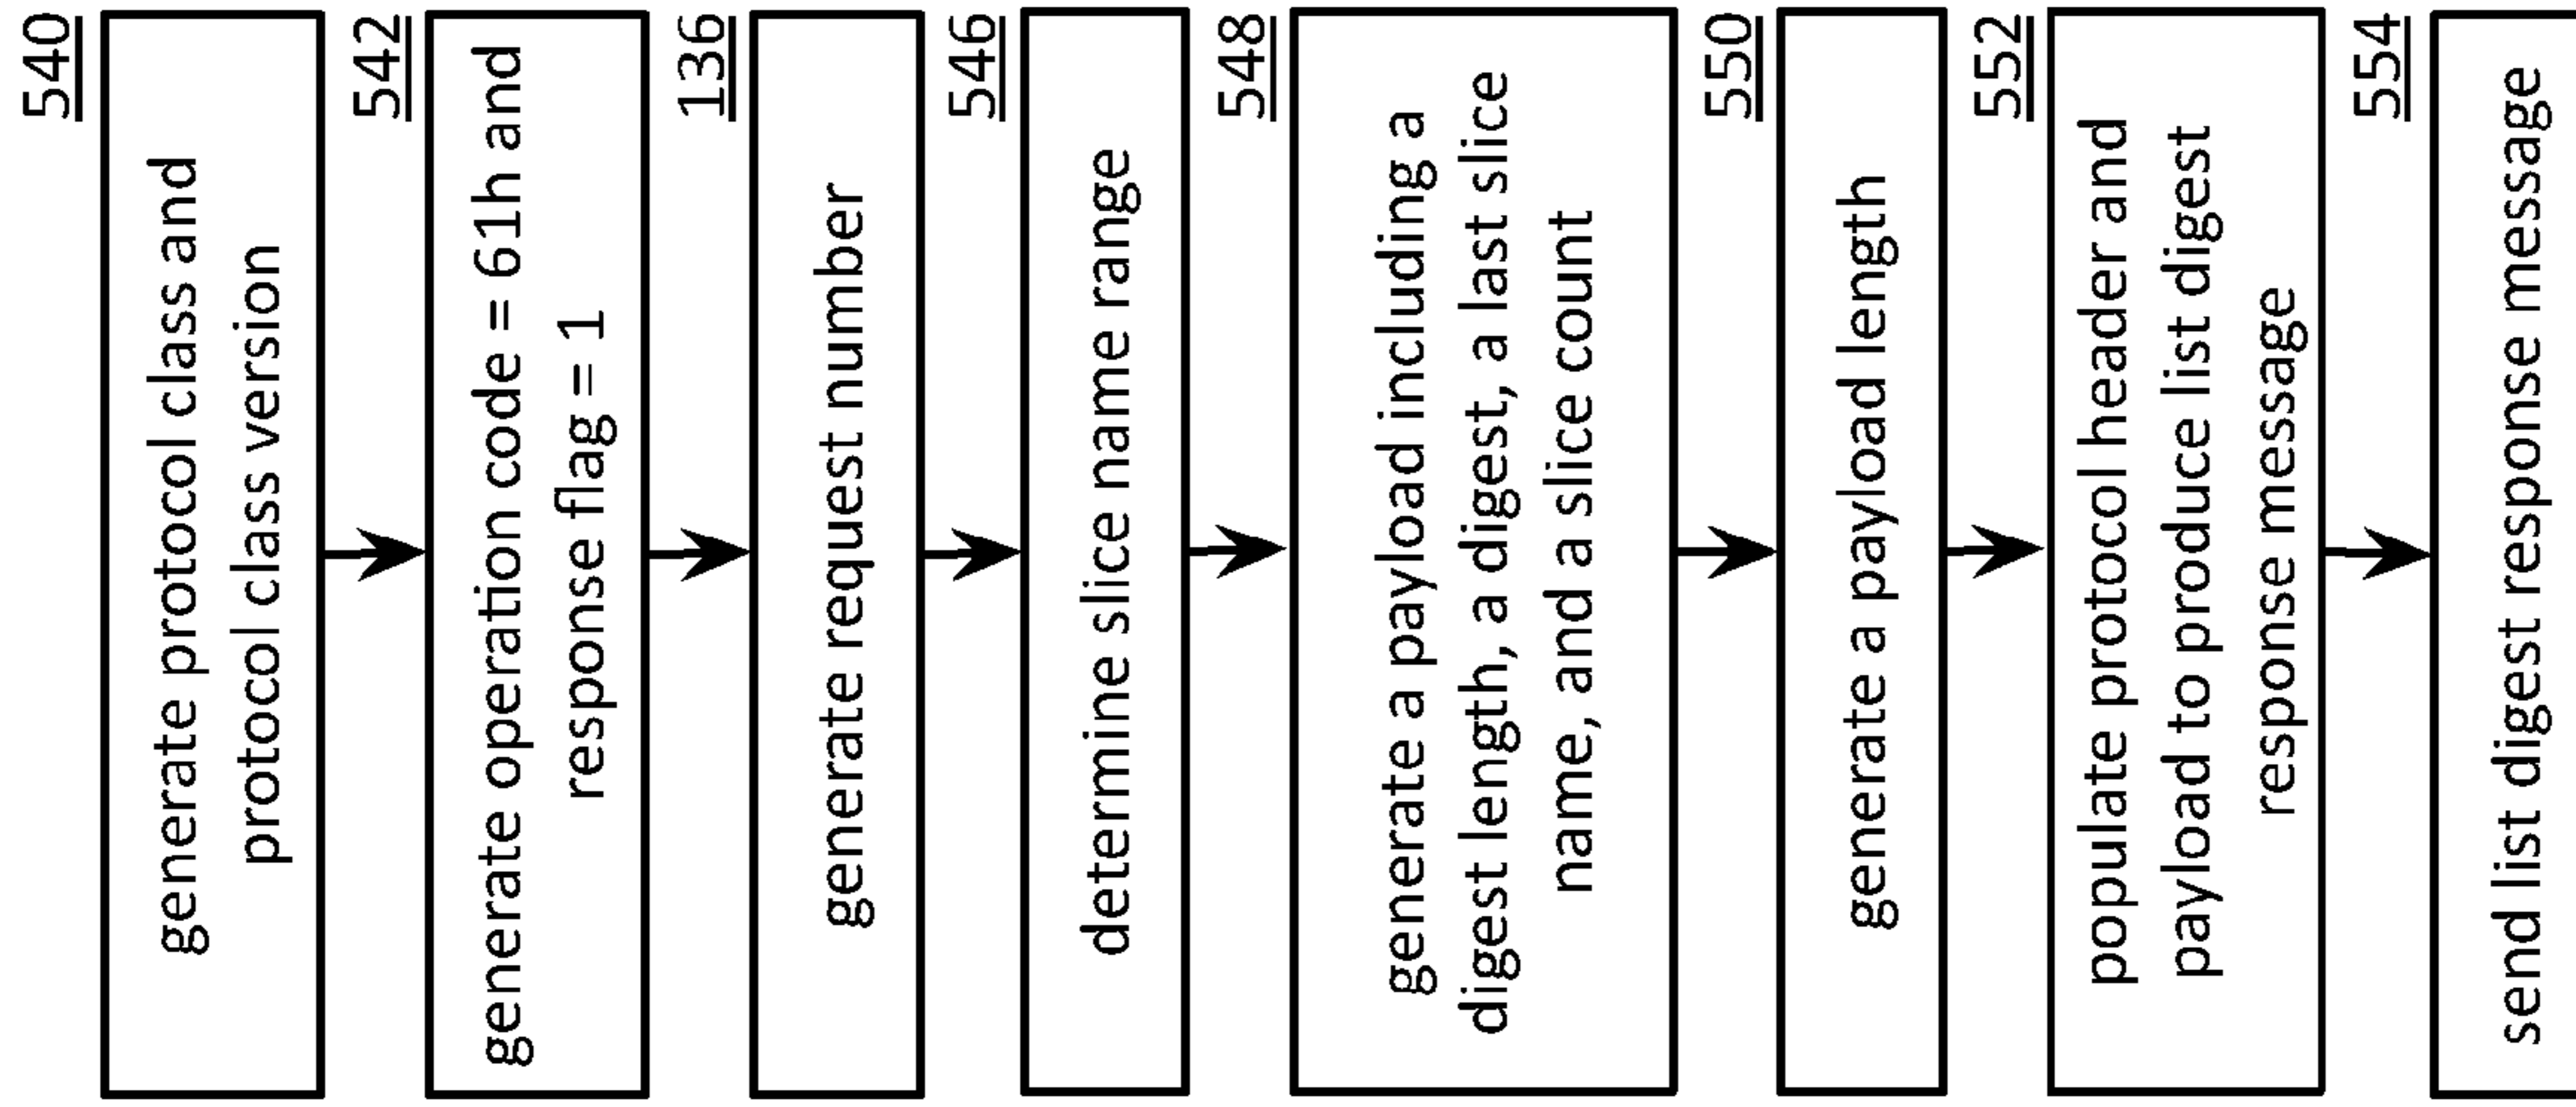 540
generate protocol class and
protocol class version
542
generate operation code = 61h and
response flag = 1
136
generate request number
546
determine slice name range
548
generate a payload including a
digest length, a digest, a last slice
name, and a slice count
550
generate a payload length
552
populate protocol header and
payload to produce list digest
response message
554
send list digest response message